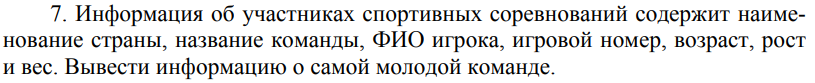 7. Информация об участниках спортивных соревнований содержит наиме-
нование страны, название команды, ФИО игрока, игровой номер, возраст, рост
и вес. Вывести информацию о самой молодой команде.